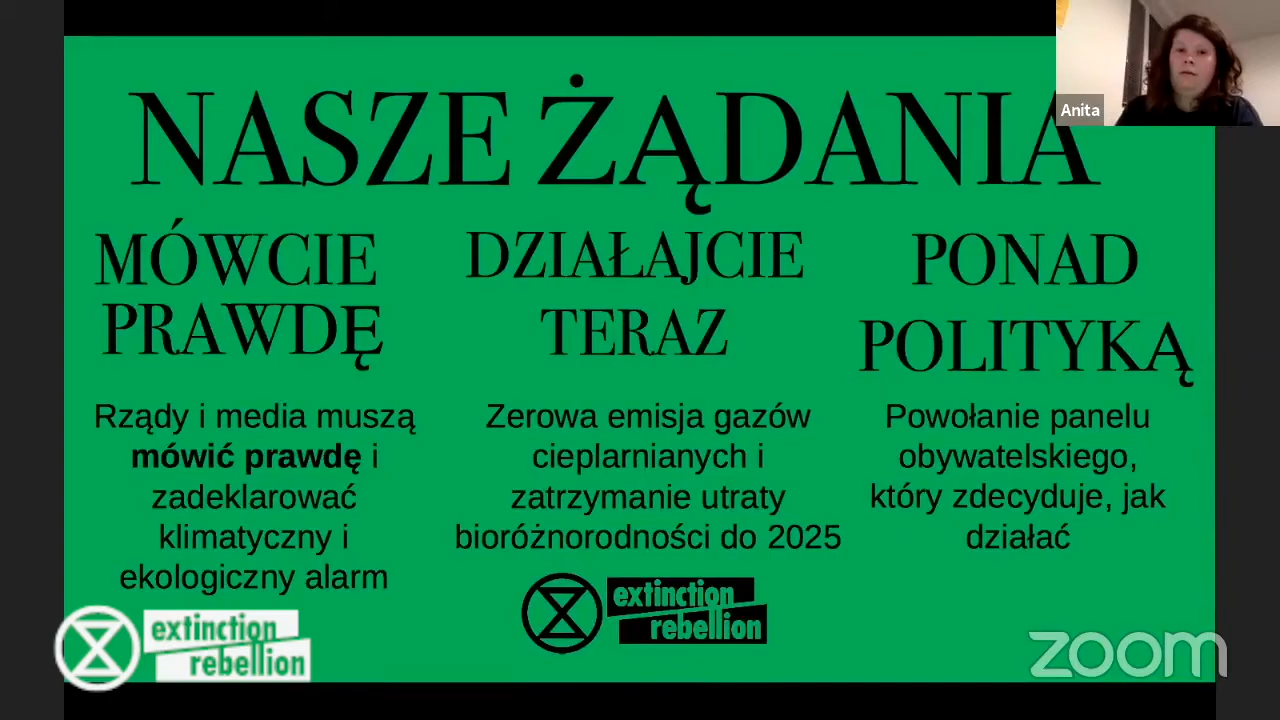 NASZE ŻĄDANIA
Anita
MÓWCIE
PRAWDĘ
Rządy i media muszą
mówić prawdę i
zadeklarować
klimatyczny i
ekologiczny alarm
DZIAŁAJCIE
TERAZ
Zerowa emisja gazów
cieplarnianych i
zatrzymanie utraty
bioróżnorodności do 2025
PONAD
POLITYKĄ
Powołanie panelu
obywatelskiego,
który zdecyduje, jak
działać
extinction
rebellion
extinction
rebellion
zoom